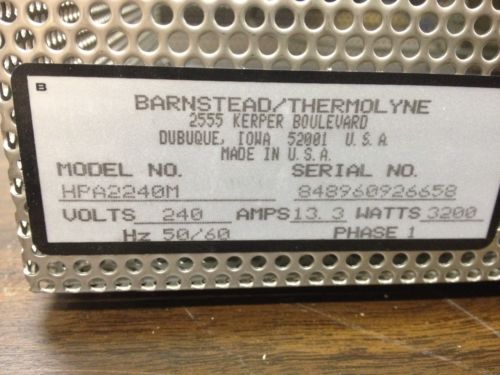 B
BARNSTEAD/THERMOLYNE
2555 KERPER BOULEVARD
DUBUQUE, IOWA 52001 U.S.A
MADE IN U.S.A.
MODEL NO. SERIAL NO.
HPA2240M 848960926658
VOLTS 240 AMPS 13.3 WATTS 3200
Hz 50/60 PHASE 1